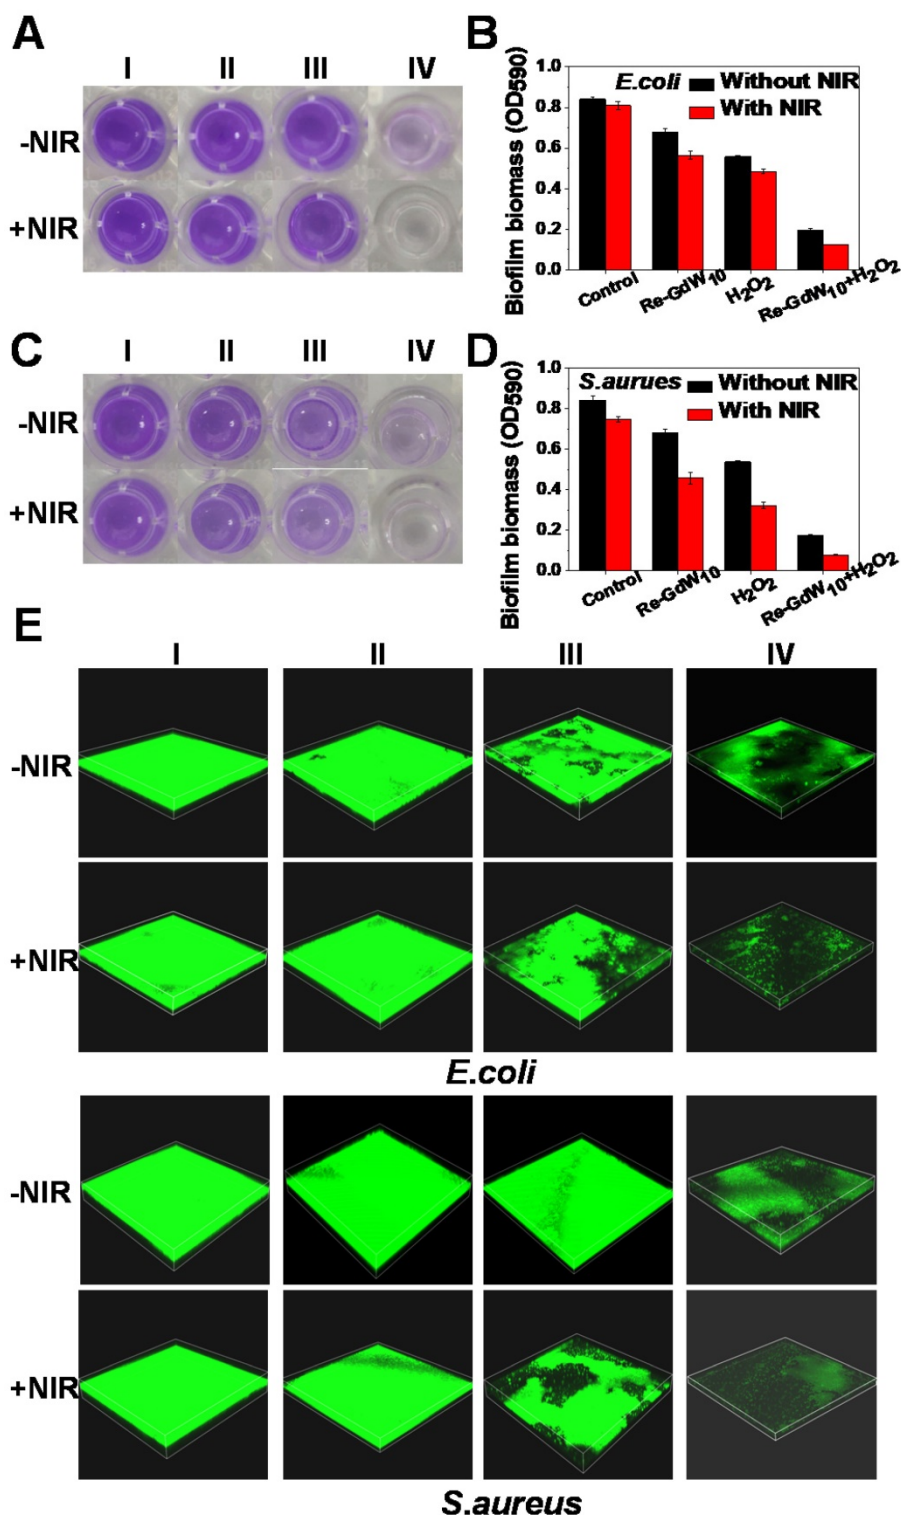 A
I II III IV
-NIR
+NIR
B
Biofilm biomass (OD590)
1.0
0.8
0.6
0.4
0.2
0.0
E.coli
Without NIR
With NIR
Control
Re-GdW10
H2O2
Re-GdW10+H2O2
C
I II III IV
-NIR
+NIR
D
Biofilm biomass (OD590)
1.0
0.8
0.6
0.4
0.2
0.0
S.aurues
Without NIR
With NIR
Control
Re-GdW10
H2O2
Re-GdW10+H2O2
E
I II III IV
-NIR
+NIR
E.coli
-NIR
+NIR
S.aureus